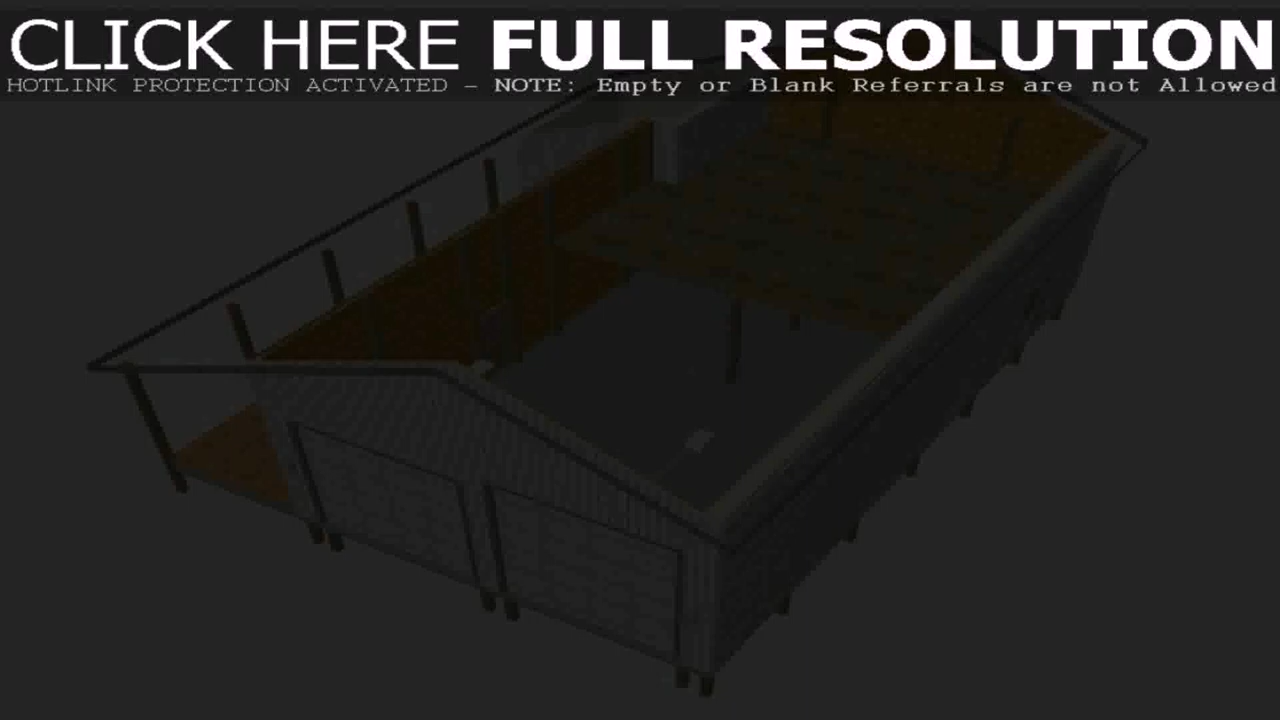 CLICK HERE FULL RESOLUTION
HOTLINK PROTECTION ACTIVATED – NOTE: Empty or Blank Referrals are not Allowed